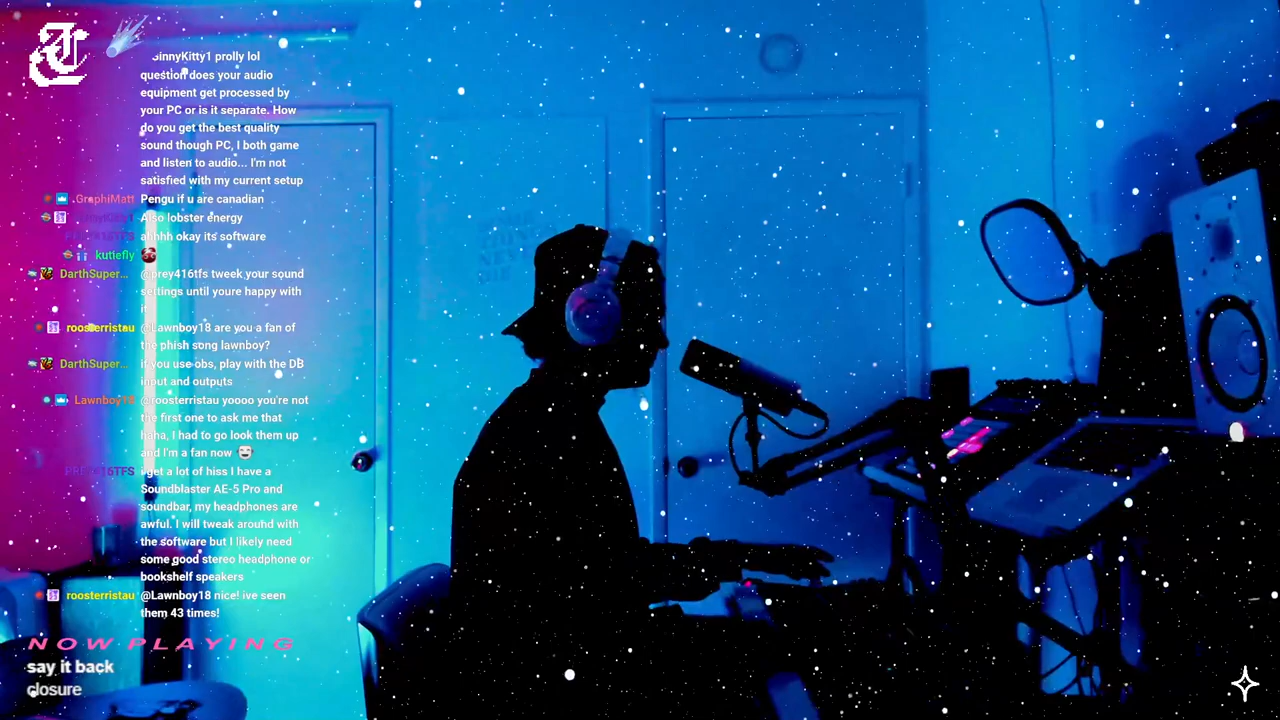 prolly lol
question does your audio
equipment get processed by
your PC or is it separate. How
do you get the best quality
sound though PC, I both game
and listen to audio... I'm not
satisfied with my current setup
GraphiMatt Pengu if u are canadian
Also lobster energy
PREY416TFS ahhhh okay its software
kutiefly
DarthSuper... @prey416tfs tweek your sound
settings until youre happy with
it
roosterristau @Lawnboy18 are you a fan of
the phish song lawnboy?
DarthSuper... if you use obs, play with the DB
input and outputs
Lawnboy18 @roosterristau yoooo you're not
the first one to ask me that
haha, I had to go look them up
and I'm a fan now
PREY416TFS i get a lot of hiss I have a
Soundblaster AE-5 Pro and
soundbar, my headphones are
awful. I will tweak around with
the software but I likely need
some good stereo headphone or
bookshelf speakers
roosterristau @Lawnboy18 nice! ive seen
them 43 times!
NOW PLAYING
say it back
closure